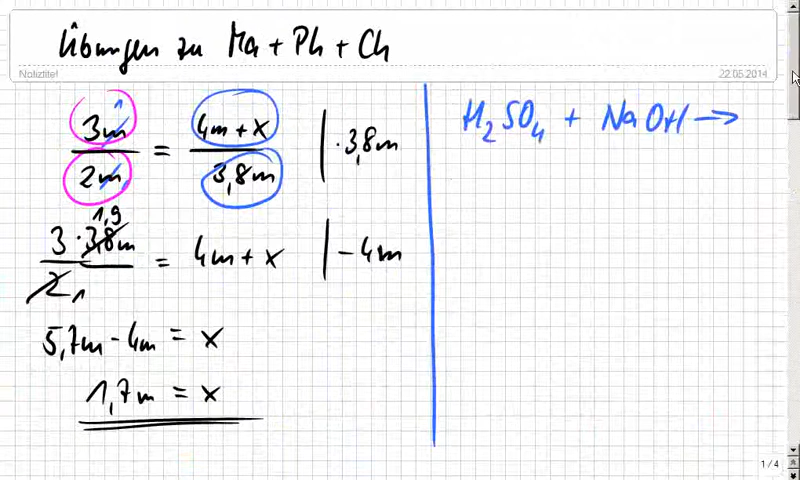 Übungen zu Ma + Ph + Ch
Notiztitel
22.05.2014
3m/2m = (4m + x)/3,8m | · 3,8m
1
1,9
3 · 3,8m/2 = 4m + x | - 4m
1
5,7m - 4m = x
1,7m = x
H₂SO₄ + NaOH →
1 / 4